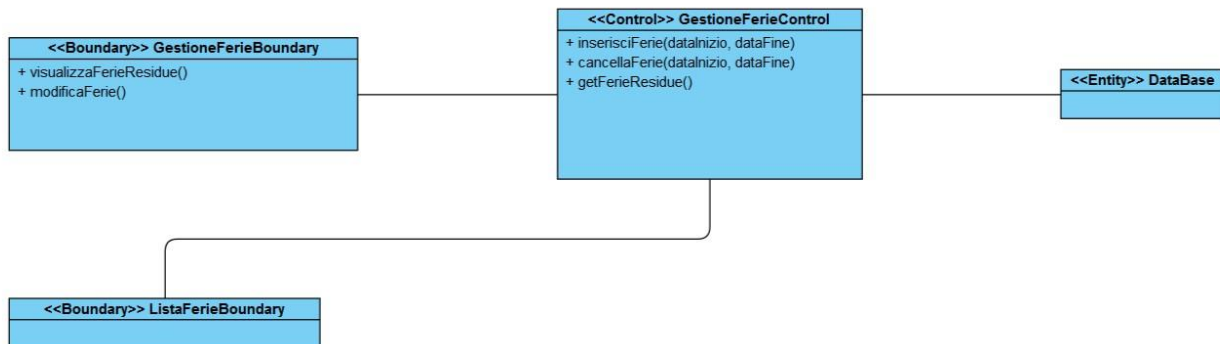 <<Boundary>> GestioneFerieBoundary
+ visualizzaFerieResidue()
+ modificaFerie()
<<Control>> GestioneFerieControl
+ inserisciFerie(dataInizio, dataFine)
+ cancellaFerie(dataInizio, dataFine)
+ getFerieResidue()
<<Entity>> DataBase
<<Boundary>> ListaFerieBoundary